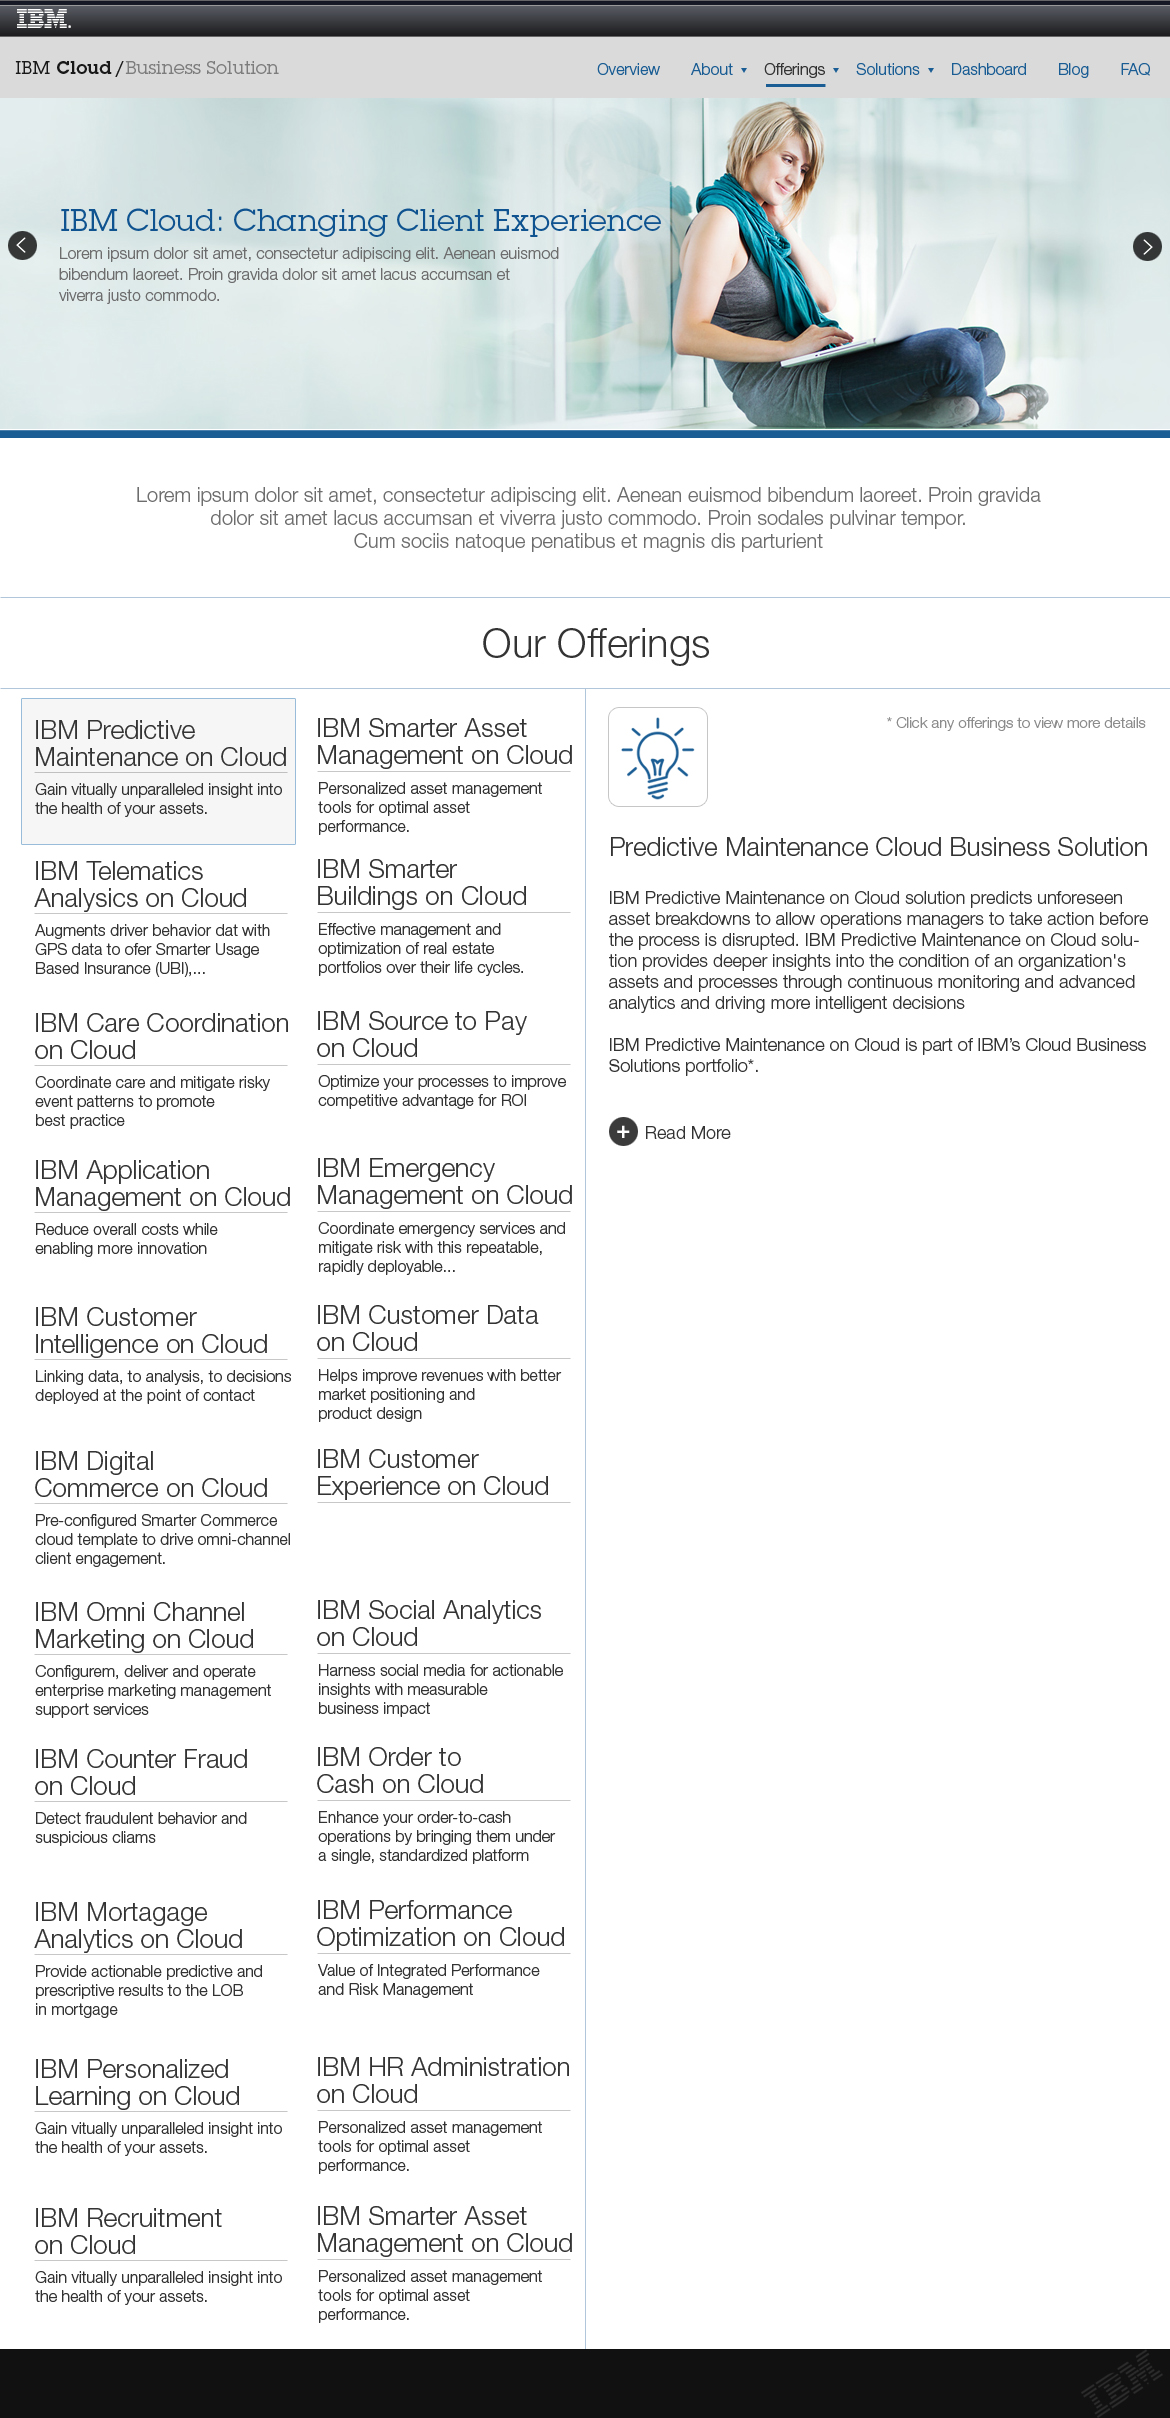 IBM.
IBM Cloud / Business Solution
Overview About Offerings Solutions Dashboard Blog FAQ
IBM Cloud: Changing Client Experience
Lorem ipsum dolor sit amet, consectetur adipiscing elit. Aenean euismod
bibendum laoreet. Proin gravida dolor sit amet lacus accumsan et
viverra justo commodo.
Lorem ipsum dolor sit amet, consectetur adipiscing elit. Aenean euismod bibendum laoreet. Proin gravida
dolor sit amet lacus accumsan et viverra justo commodo. Proin sodales pulvinar tempor.
Cum sociis natoque penatibus et magnis dis parturient
Our Offerings
IBM Predictive
Maintenance on Cloud
Gain vitually unparalleled insight into
the health of your assets.
IBM Smarter Asset
Management on Cloud
Personalized asset management
tools for optimal asset
performance.
IBM Telematics
Analysics on Cloud
Augments driver behavior dat with
GPS data to ofer Smarter Usage
Based Insurance (UBI),...
IBM Smarter
Buildings on Cloud
Effective management and
optimization of real estate
portfolios over their life cycles.
IBM Care Coordination
on Cloud
Coordinate care and mitigate risky
event patterns to promote
best practice
IBM Source to Pay
on Cloud
Optimize your processes to improve
competitive advantage for ROI
IBM Application
Management on Cloud
Reduce overall costs while
enabling more innovation
IBM Emergency
Management on Cloud
Coordinate emergency services and
mitigate risk with this repeatable,
rapidly deployable...
IBM Customer
Intelligence on Cloud
Linking data, to analysis, to decisions
deployed at the point of contact
IBM Customer Data
on Cloud
Helps improve revenues with better
market positioning and
product design
IBM Digital
Commerce on Cloud
Pre-configured Smarter Commerce
cloud template to drive omni-channel
client engagement.
IBM Customer
Experience on Cloud
IBM Omni Channel
Marketing on Cloud
Configurem, deliver and operate
enterprise marketing management
support services
IBM Social Analytics
on Cloud
Harness social media for actionable
insights with measurable
business impact
IBM Counter Fraud
on Cloud
Detect fraudulent behavior and
suspicious cliams
IBM Order to
Cash on Cloud
Enhance your order-to-cash
operations by bringing them under
a single, standardized platform
IBM Mortagage
Analytics on Cloud
Provide actionable predictive and
prescriptive results to the LOB
in mortgage
IBM Performance
Optimization on Cloud
Value of Integrated Performance
and Risk Management
IBM Personalized
Learning on Cloud
Gain vitually unparalleled insight into
the health of your assets.
IBM HR Administration
on Cloud
Personalized asset management
tools for optimal asset
performance.
IBM Recruitment
on Cloud
Gain vitually unparalleled insight into
the health of your assets.
IBM Smarter Asset
Management on Cloud
Personalized asset management
tools for optimal asset
performance.
* Click any offerings to view more details
Predictive Maintenance Cloud Business Solution
IBM Predictive Maintenance on Cloud solution predicts unforeseen
asset breakdowns to allow operations managers to take action before
the process is disrupted. IBM Predictive Maintenance on Cloud solu-
tion provides deeper insights into the condition of an organization's
assets and processes through continuous monitoring and advanced
analytics and driving more intelligent decisions
IBM Predictive Maintenance on Cloud is part of IBM’s Cloud Business
Solutions portfolio*.
Read More
IBM